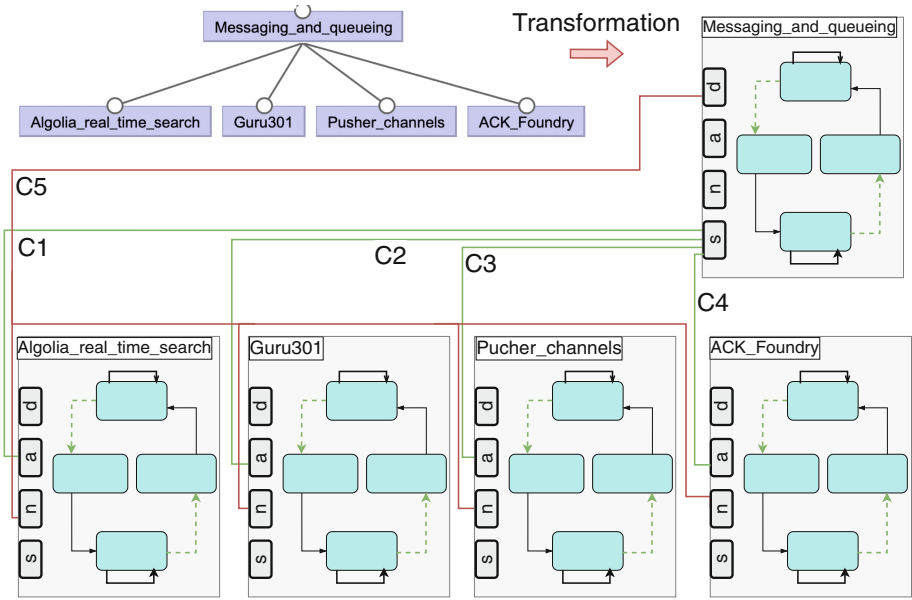 Messaging_and_queueing
Transformation
Messaging_and_queueing
Algolia_real_time_search
Guru301
Pusher_channels
ACK_Foundry
d
a
n
s
C5
C1
C2
C3
C4
Algolia_real_time_search
Guru301
Pucher_channels
ACK_Foundry
d
d
d
d
a
a
a
a
n
n
n
n
s
s
s
s